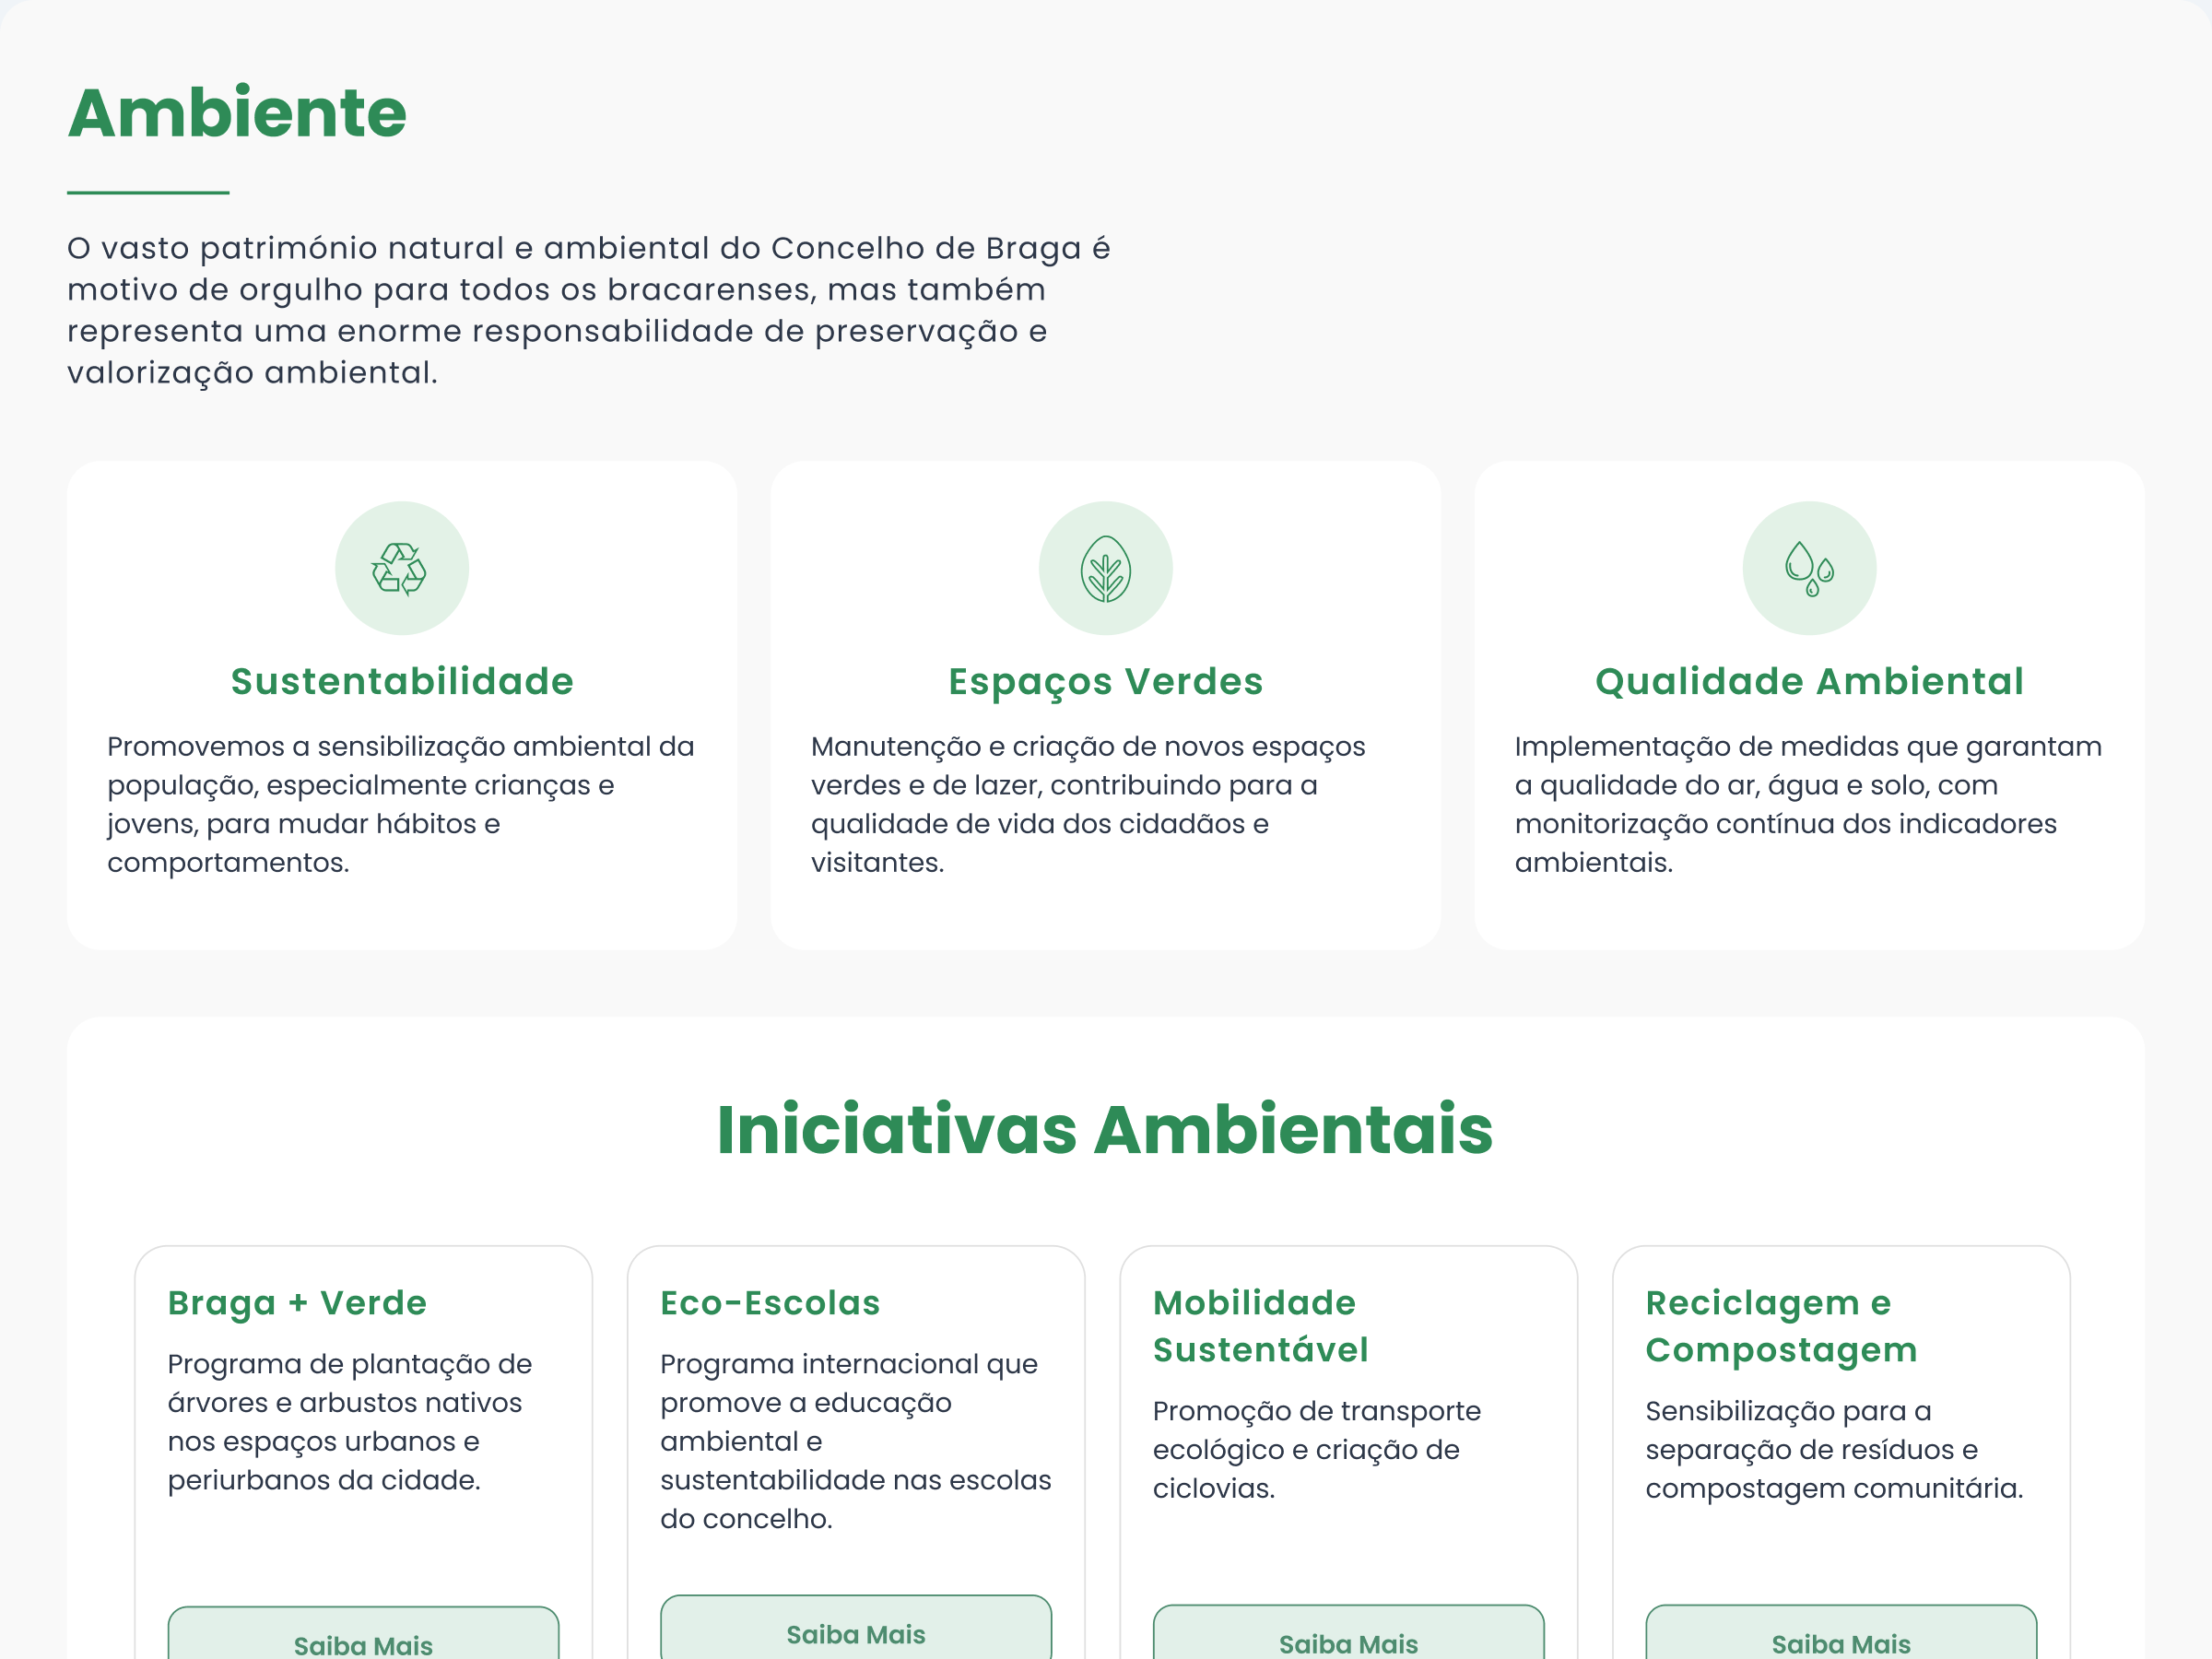 Ambiente
O vasto património natural e ambiental do Concelho de Braga é
motivo de orgulho para todos os bracarenses, mas também
representa uma enorme responsabilidade de preservação e
valorização ambiental.
Sustentabilidade
Promovemos a sensibilização ambiental da
população, especialmente crianças e
jovens, para mudar hábitos e
comportamentos.
Espaços Verdes
Manutenção e criação de novos espaços
verdes e de lazer, contribuindo para a
qualidade de vida dos cidadãos e
visitantes.
Qualidade Ambiental
Implementação de medidas que garantam
a qualidade do ar, água e solo, com
monitorização contínua dos indicadores
ambientais.
Iniciativas Ambientais
Braga + Verde
Programa de plantação de
árvores e arbustos nativos
nos espaços urbanos e
periurbanos da cidade.
Saiba Mais
Eco-Escolas
Programa internacional que
promove a educação
ambiental e
sustentabilidade nas escolas
do concelho.
Saiba Mais
Mobilidade
Sustentável
Promoção de transporte
ecológico e criação de
ciclovias.
Saiba Mais
Reciclagem e
Compostagem
Sensibilização para a
separação de resíduos e
compostagem comunitária.
Saiba Mais